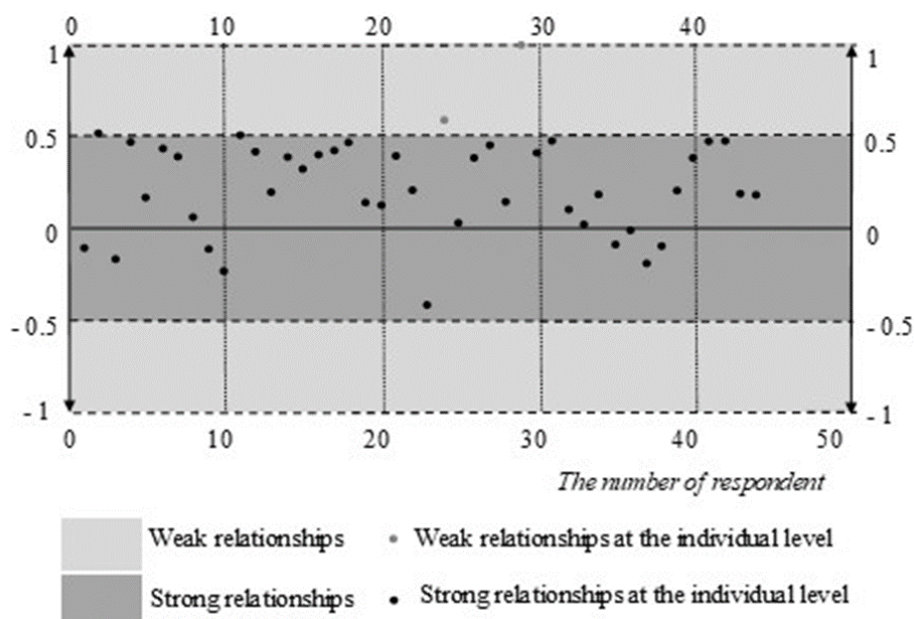 0 10 20 30 40
1 1
0.5 0.5
0 0
- 0.5 - 0.5
- 1 - 1
0 10 20 30 40 50
The number of respondent
Weak relationships Weak relationships at the individual level
Strong relationships Strong relationships at the individual level